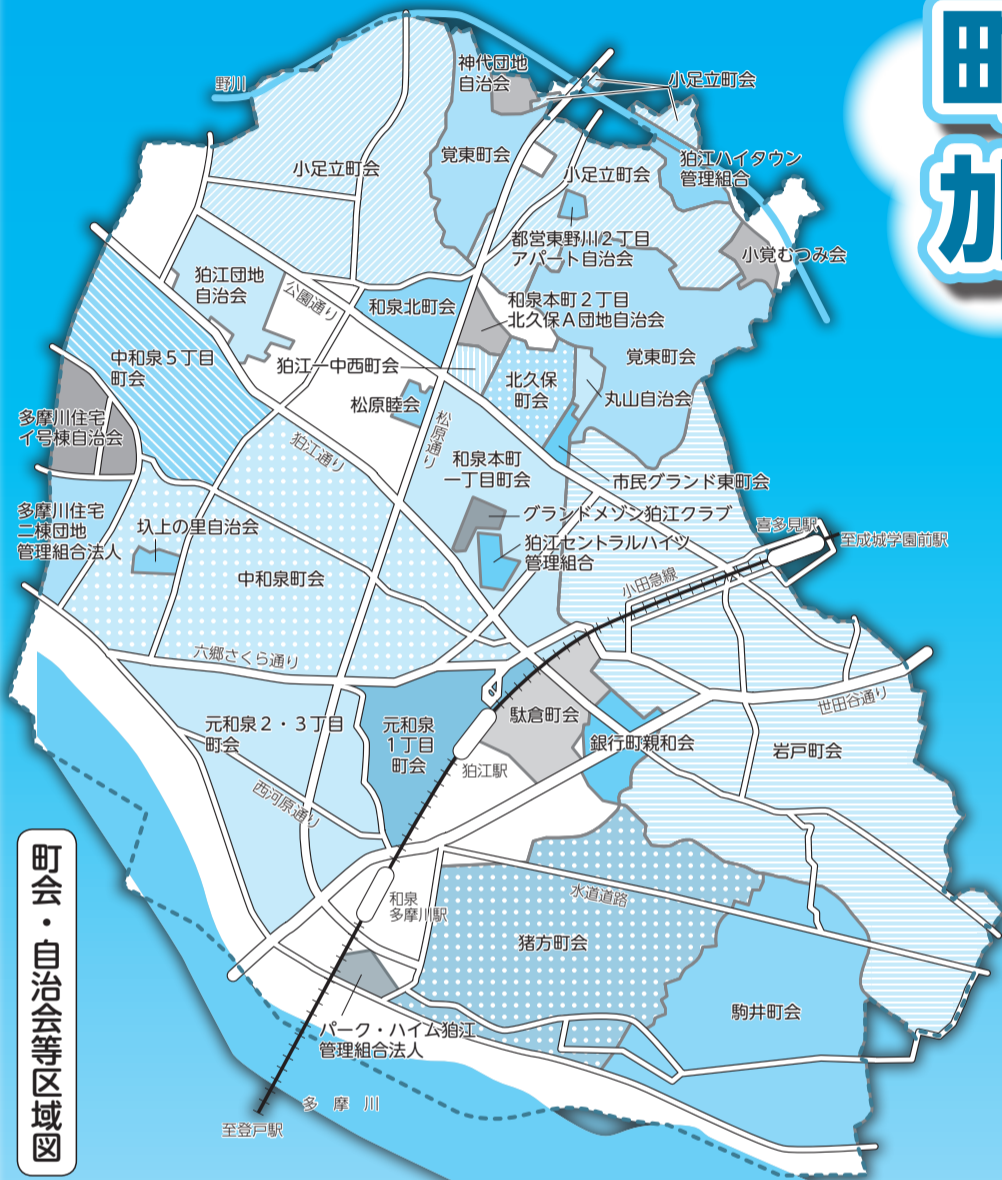 町
加
野川
神代団地
自治会
小足立町会
小足立町会
覚東町会
小足立町会
狛江ハイタウン
管理組合
都営東野川2丁目
アパート自治会
小覚むつみ会
狛江団地
自治会
公園通り
和泉北町会
和泉本町2丁目
北久保A団地自治会
覚東町会
中和泉5丁目
町会
狛江一中西町会
北久保
町会
丸山自治会
松原睦会
松原通り
多摩川住宅
イ号棟自治会
狛江通り
和泉本町
一丁目町会
市民グランド東町会
多摩川住宅
ニ棟団地
管理組合法人
圦上の里自治会
グランドメゾン狛江クラブ
喜多見駅
至成城学園前駅
狛江セントラルハイツ
管理組合
中和泉町会
小田急線
六郷さくら通り
世田谷通り
元和泉2・3丁目
町会
元和泉
1丁目
町会
駄倉町会
銀行町親和会
岩戸町会
狛江駅
西河原通り
水道道路
和泉
多摩川駅
猪方町会
駒井町会
パーク・ハイム狛江
管理組合法人
多摩川
至登戸駅
町会・自治会等区域図